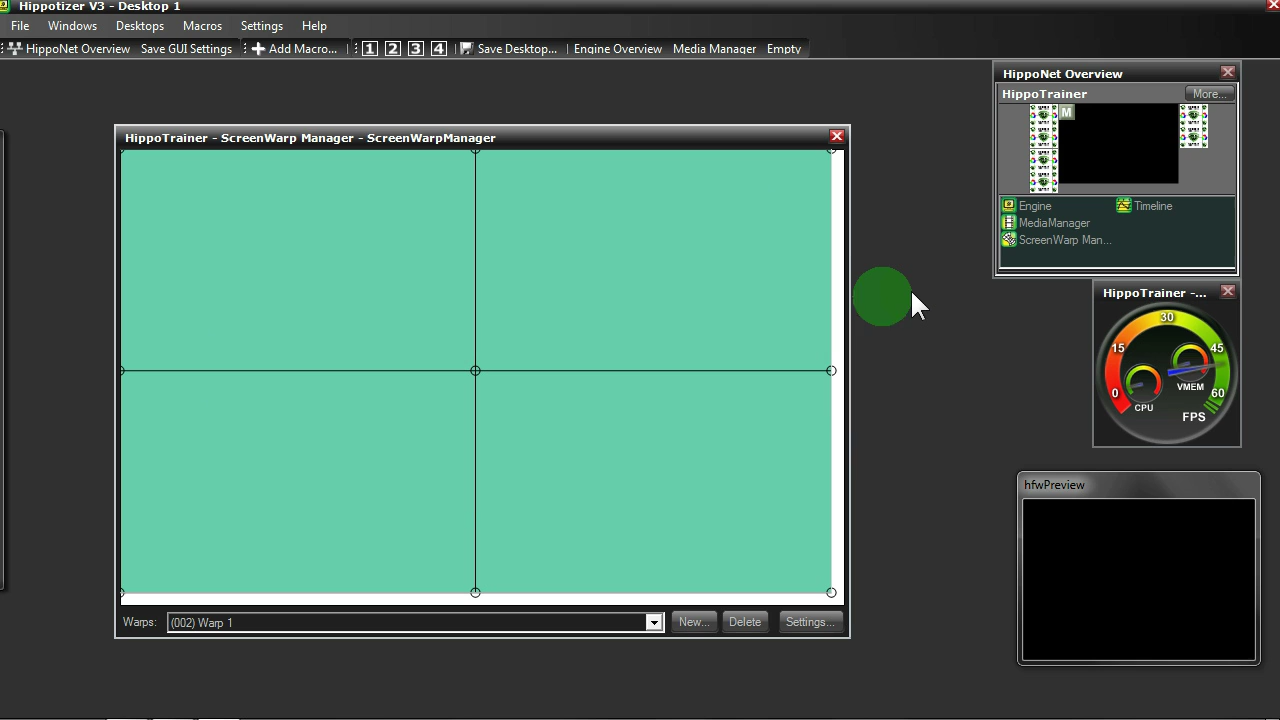 Hippotizer V3 - Desktop 1
File Windows Desktops Macros Settings Help
HippoNet Overview Save GUI Settings Add Macro... 1 2 3 4 Save Desktop... Engine Overview Media Manager Empty
HippoNet Overview
HippoTrainer More...
M
Engine Timeline
MediaManager
ScreenWarp Man...
HippoTrainer - ScreenWarp Manager - ScreenWarpManager
Warps: (002) Warp 1 New... Delete Settings...
HippoTrainer -...
30
15 45
0 60
CPU VMEM
FPS
hfwPreview